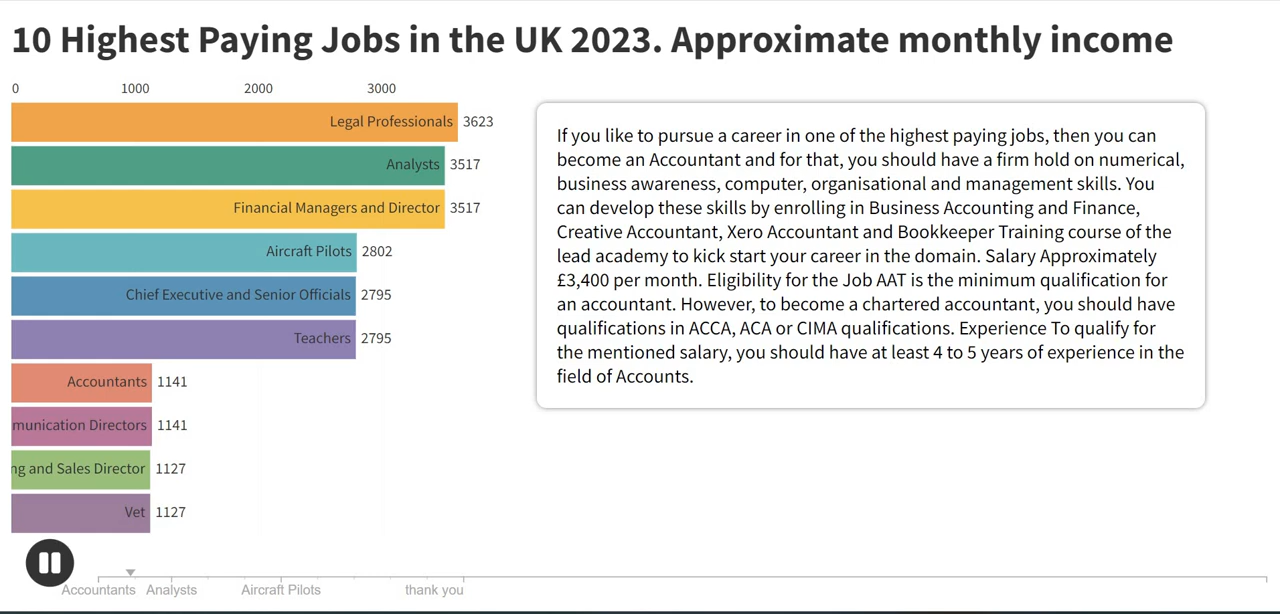 10 Highest Paying Jobs in the UK 2023. Approximate monthly income
0 1000 2000 3000
Legal Professionals 3623
Analysts 3517
Financial Managers and Director 3517
Aircraft Pilots 2802
Chief Executive and Senior Officials 2795
Teachers 2795
Accountants 1141
munication Directors 1141
ng and Sales Director 1127
Vet 1127
If you like to pursue a career in one of the highest paying jobs, then you can
become an Accountant and for that, you should have a firm hold on numerical,
business awareness, computer, organisational and management skills. You
can develop these skills by enrolling in Business Accounting and Finance,
Creative Accountant, Xero Accountant and Bookkeeper Training course of the
lead academy to kick start your career in the domain. Salary Approximately
£3,400 per month. Eligibility for the Job AAT is the minimum qualification for
an accountant. However, to become a chartered accountant, you should have
qualifications in ACCA, ACA or CIMA qualifications. Experience To qualify for
the mentioned salary, you should have at least 4 to 5 years of experience in the
field of Accounts.
Accountants Analysts Aircraft Pilots thank you